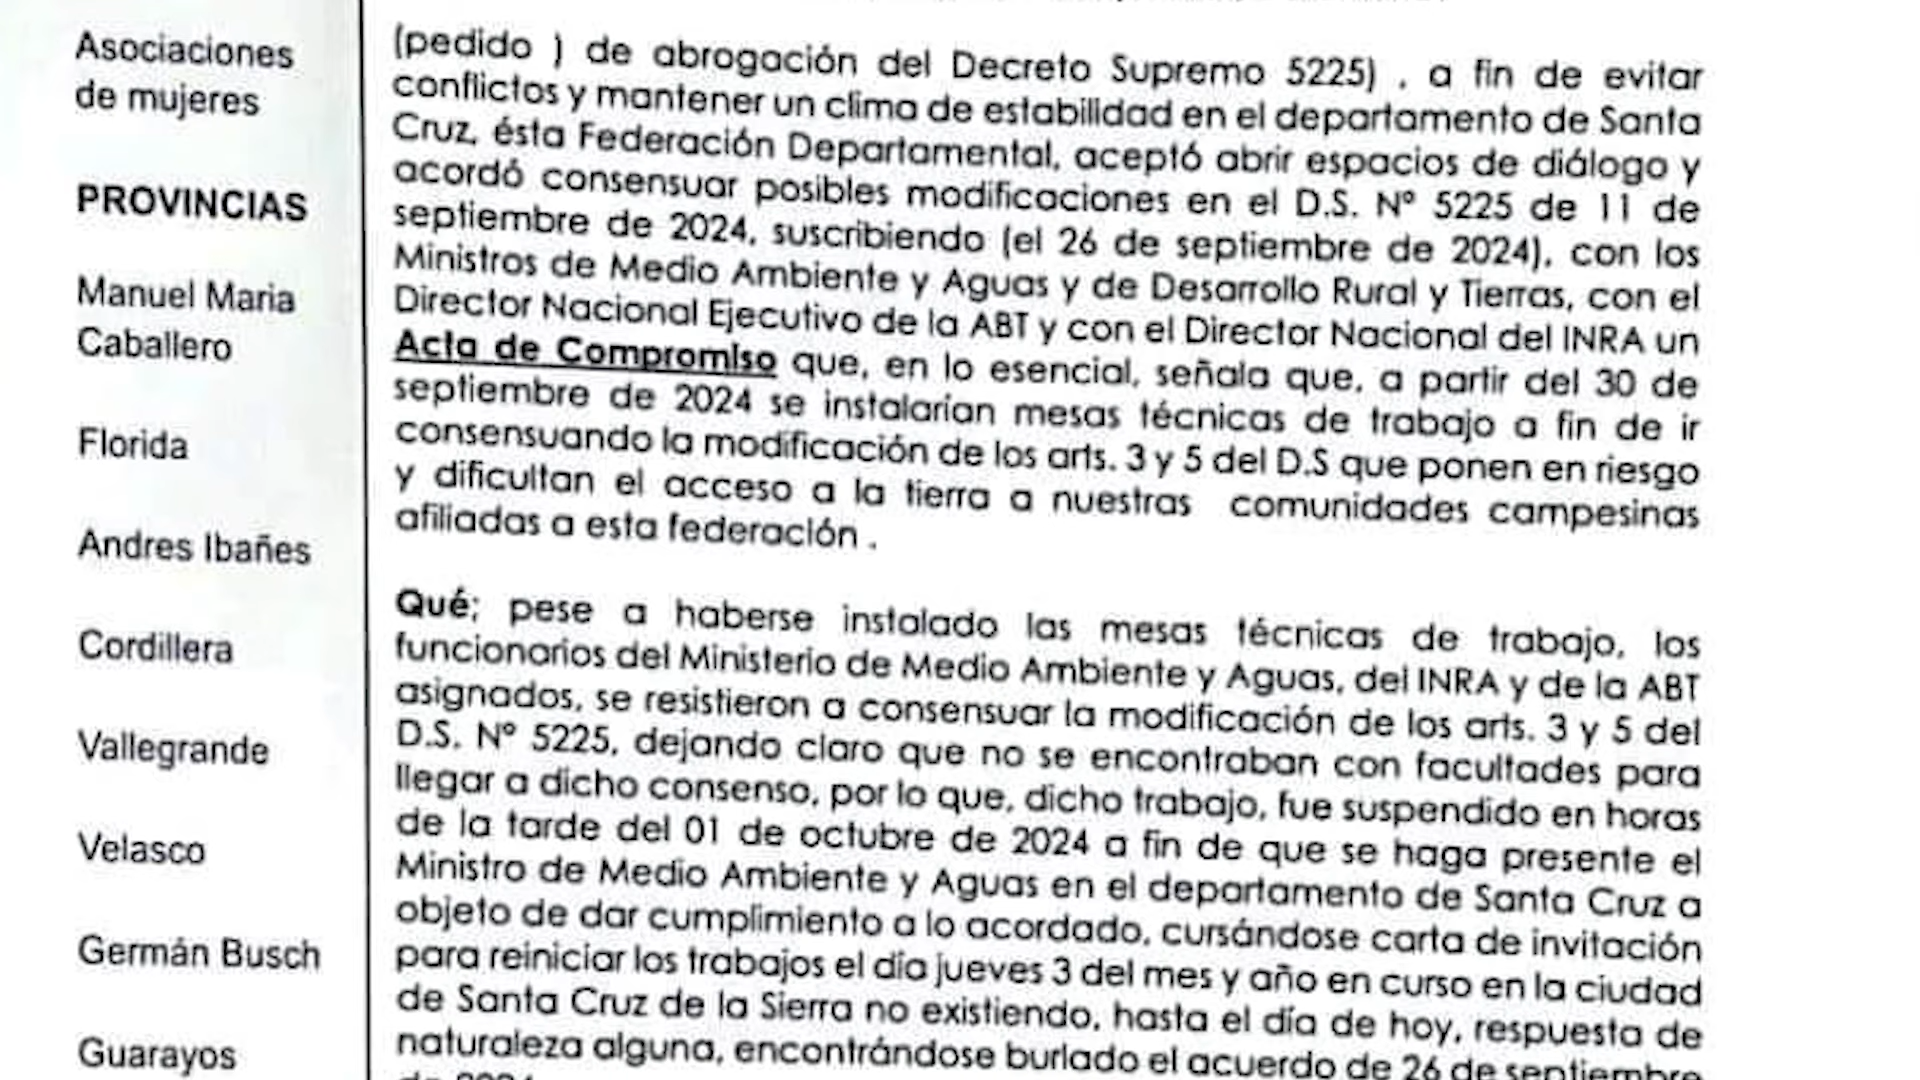 Asociaciones
de mujeres
PROVINCIAS
Manuel Maria
Caballero
Florida
Andres Ibañes
Cordillera
Vallegrande
Velasco
Germán Busch
Guarayos
(pedido ) de abrogación del Decreto Supremo 5225) , a fin de evitar
conflictos y mantener un clima de estabilidad en el departamento de Santa
Cruz, ésta Federación Departamental, aceptó abrir espacios de diálogo y
acordó consensuar posibles modificaciones en el D.S. Nº 5225 de 11 de
septiembre de 2024, suscribiendo (el 26 de septiembre de 2024), con los
Ministros de Medio Ambiente y Aguas y de Desarrollo Rural y Tierras, con el
Director Nacional Ejecutivo de la ABT y con el Director Nacional del INRA un
Acta de Compromiso que, en lo esencial, señala que, a partir del 30 de
septiembre de 2024 se instalarían mesas técnicas de trabajo a fin de ir
consensuando la modificación de los arts. 3 y 5 del D.S que ponen en riesgo
y dificultan el acceso a la tierra a nuestras comunidades campesinas
afiliadas a esta federación .
Qué; pese a haberse instalado las mesas técnicas de trabajo, los
funcionarios del Ministerio de Medio Ambiente y Aguas, del INRA y de la ABT
asignados, se resistieron a consensuar la modificación de los arts. 3 y 5 del
D.S. Nº 5225, dejando claro que no se encontraban con facultades para
llegar a dicho consenso, por lo que, dicho trabajo, fue suspendido en horas
de la tarde del 01 de octubre de 2024 a fin de que se haga presente el
Ministro de Medio Ambiente y Aguas en el departamento de Santa Cruz a
objeto de dar cumplimiento a lo acordado, cursándose carta de invitación
para reiniciar los trabajos el día jueves 3 del mes y año en curso en la ciudad
de Santa Cruz de la Sierra no existiendo, hasta el día de hoy, respuesta de
naturaleza alguna, encontrándose burlado el acuerdo de 26 de septiembre